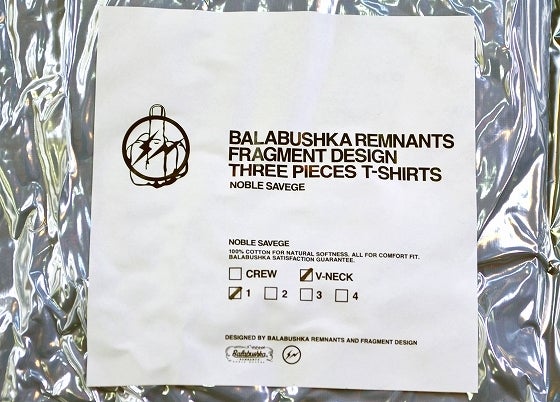 BALABUSHKA REMNANTS
FRAGMENT DESIGN
THREE PIECES T-SHIRTS
NOBLE SAVEGE
NOBLE SAVEGE
100% COTTON FOR NATURAL SOFTNESS. ALL FOR COMFORT FIT.
BALABUSHKA SATISFACTION GUARANTEE.
CREW V-NECK
1 2 3 4
DESIGNED BY BALABUSHKA REMNANTS AND FRAGMENT DESIGN
Balabushka